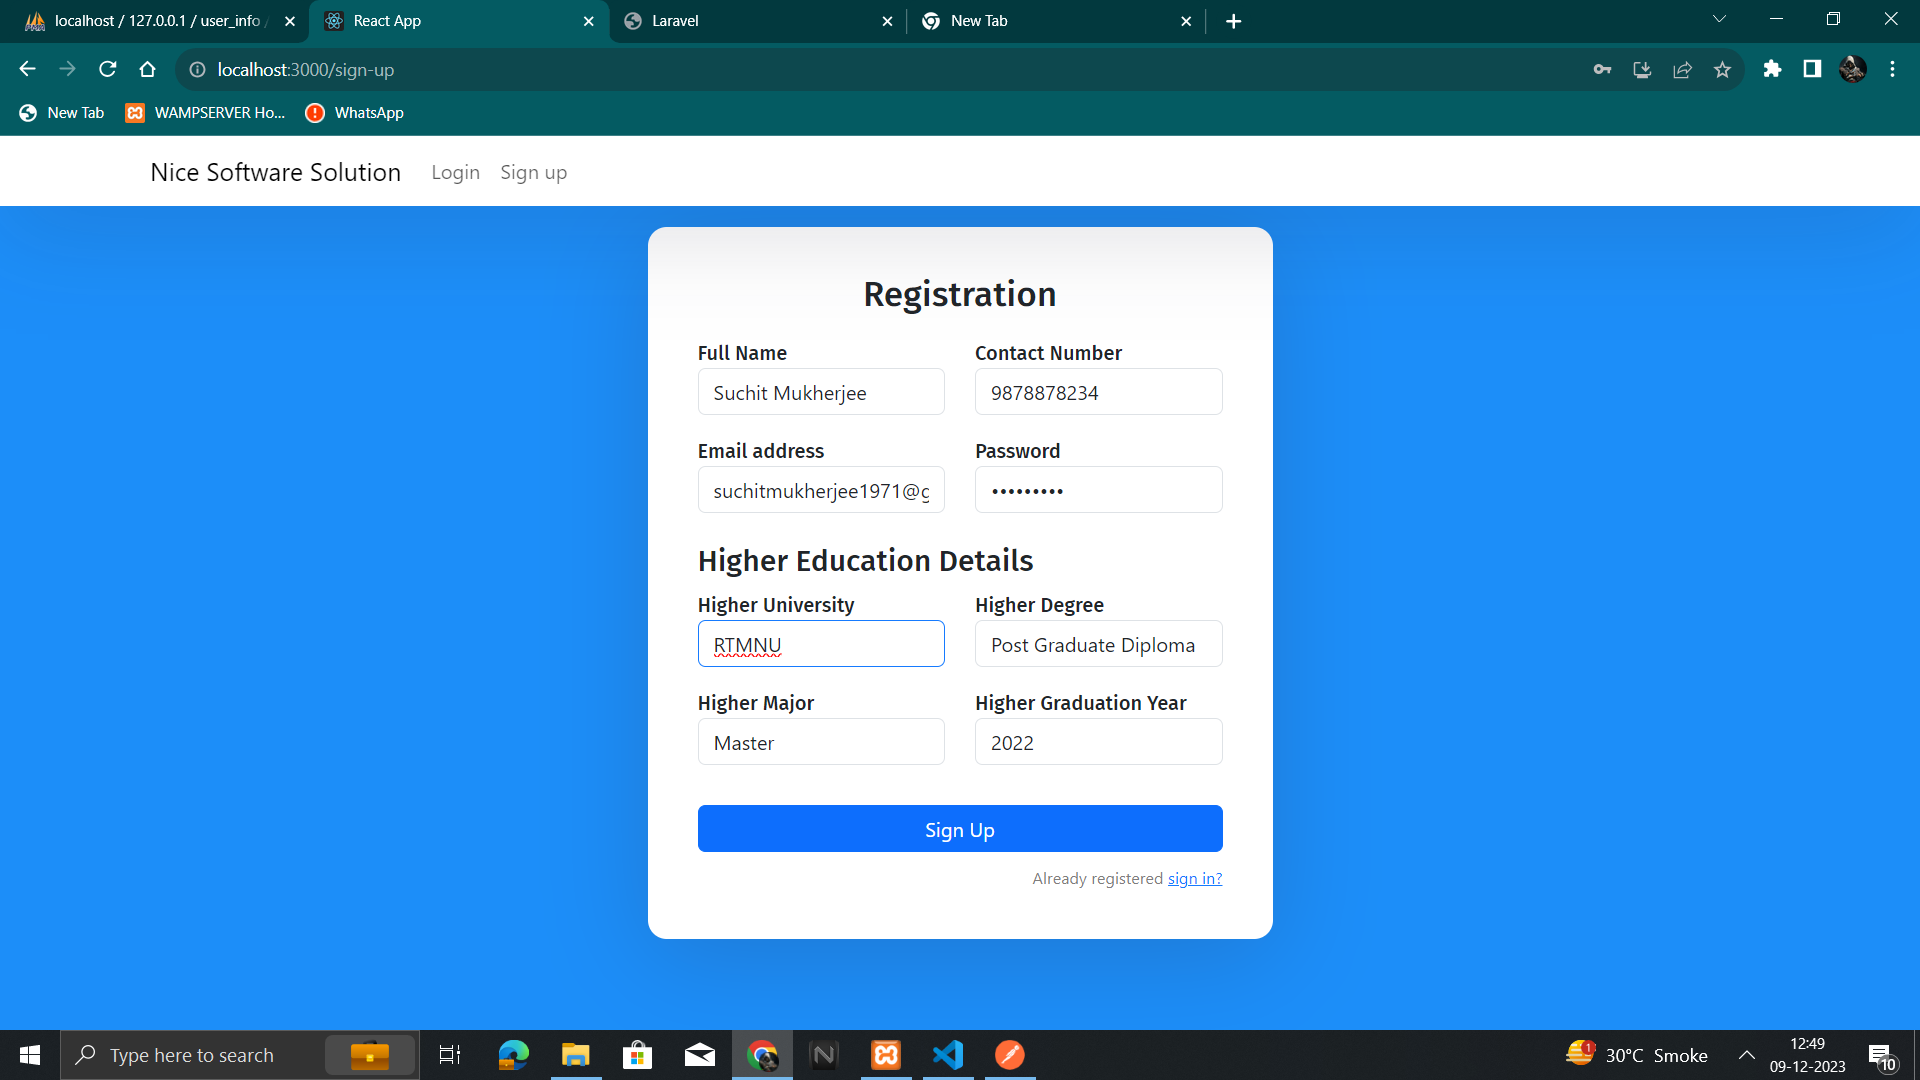 localhost / 127.0.0.1 / user_info /
React App
Laravel
New Tab
localhost:3000/sign-up
New Tab
WAMPSERVER Ho...
WhatsApp
Nice Software Solution
Login
Sign up
Registration
Full Name
Contact Number
Suchit Mukherjee
9878878234
Email address
Password
suchitmukherjee1971@g
•••••••••
Higher Education Details
Higher University
Higher Degree
RTMNU
Post Graduate Diploma
Higher Major
Higher Graduation Year
Master
2022
Sign Up
Already registered sign in?
Type here to search
1
30°C Smoke
12:49
09-12-2023
10